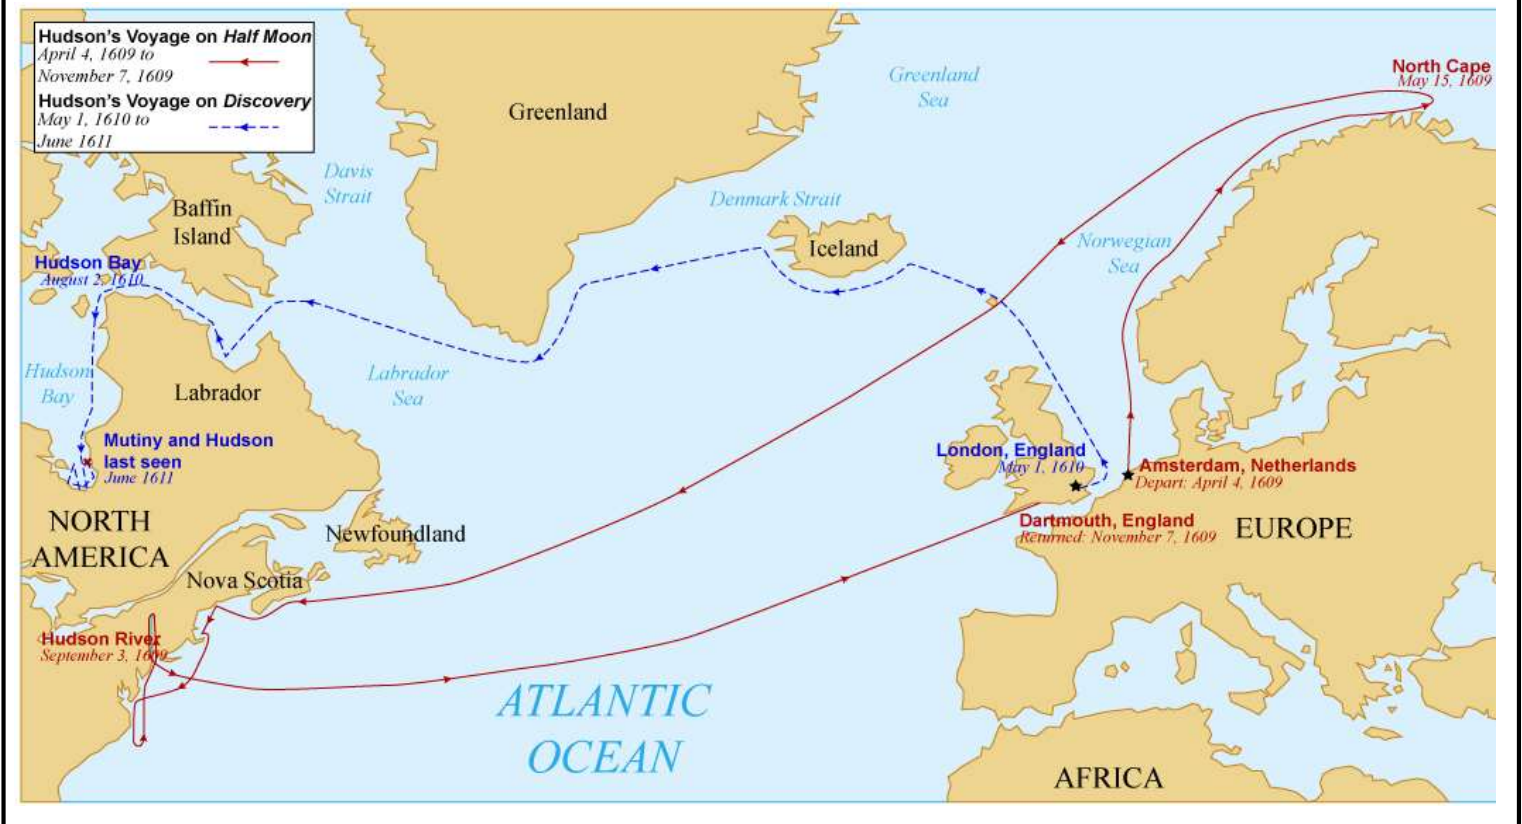 Hudson's Voyage on Half Moon
April 4, 1609 to
November 7, 1609
Hudson's Voyage on Discovery
May 1, 1610 to
June 1611
Greenland
Greenland
Sea
North Cape
May 15, 1609
Davis
Strait
Denmark Strait
Baffin
Island
Iceland
Norwegian
Sea
Hudson Bay
August 2, 1610
Hudson
Bay
Labrador
Labrador
Sea
Mutiny and Hudson
last seen
June 1611
London, England
May 1, 1610
Amsterdam, Netherlands
Depart: April 4, 1609
Dartmouth, England
Returned: November 7, 1609
EUROPE
NORTH
AMERICA
Newfoundland
Nova Scotia
Hudson River
September 3, 1609
ATLANTIC
OCEAN
AFRICA